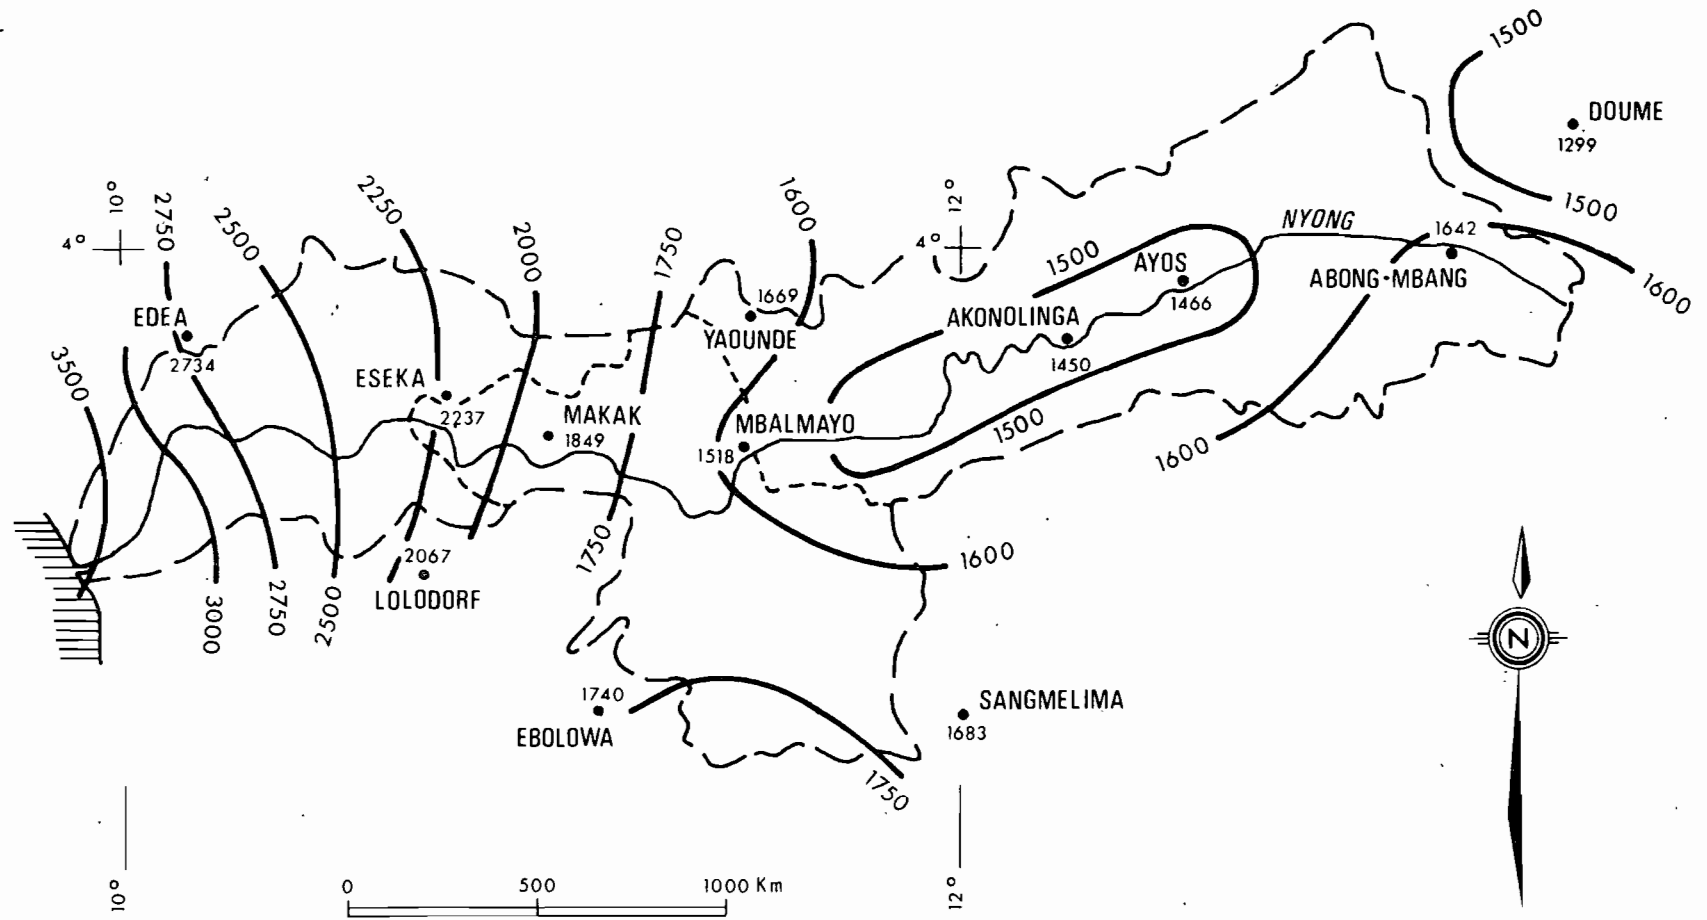 1500
DOUME
1299
1500
10°
4°
2750
2500
2250
2000
1750
1600
12°
4°
NYONG
1642
ABONG-MBANG
1600
1500
AYOS
1466
EDEA
2734
1669
YAOUNDE
AKONOLINGA
1450
3500
ESEKA
2237
MAKAK
1849
MBALMAYO
1518
1500
1600
2067
LOLODORF
1750
1600
3000
2750
2500
1740
EBOLOWA
SANGMELIMA
1683
1750
N
10°
0 500 1000 Km
12°